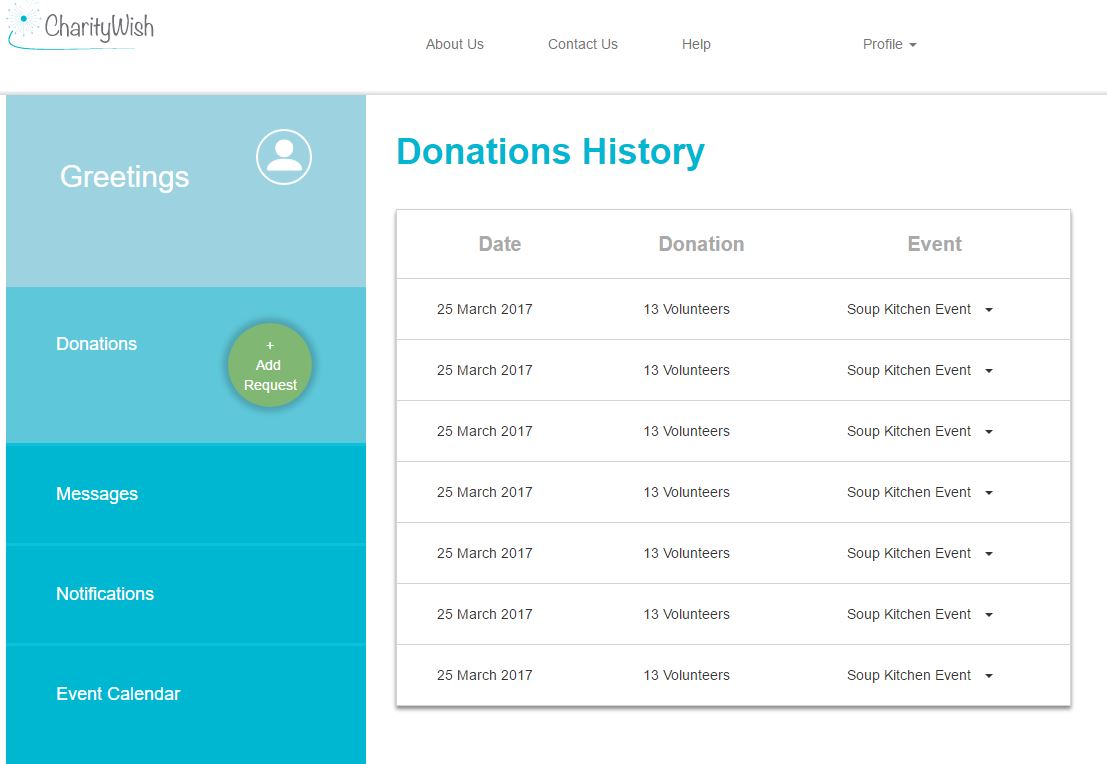 CharityWish
About Us Contact Us Help Profile
Greetings
Donations
+
Add
Request
Messages
Notifications
Event Calendar
Donations History
Date Donation Event
25 March 2017 13 Volunteers Soup Kitchen Event
25 March 2017 13 Volunteers Soup Kitchen Event
25 March 2017 13 Volunteers Soup Kitchen Event
25 March 2017 13 Volunteers Soup Kitchen Event
25 March 2017 13 Volunteers Soup Kitchen Event
25 March 2017 13 Volunteers Soup Kitchen Event
25 March 2017 13 Volunteers Soup Kitchen Event